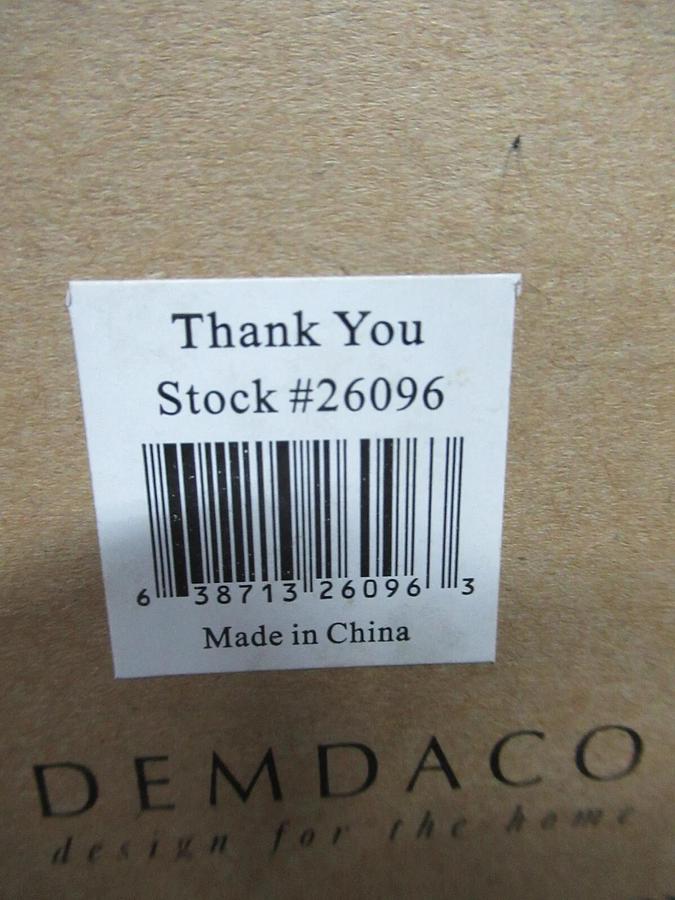 Thank You
Stock #26096
6 38713 26096 3
Made in China
DEMDACO
design for the home